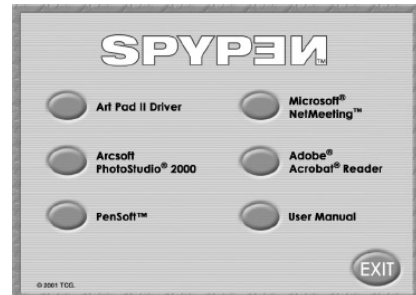 SPYPEN™
Art Pad II Driver
Microsoft®
NetMeeting™
Arcsoft
PhotoStudio® 2000
Adobe®
Acrobat® Reader
PenSoft™
User Manual
EXIT
© 2001 TCG.